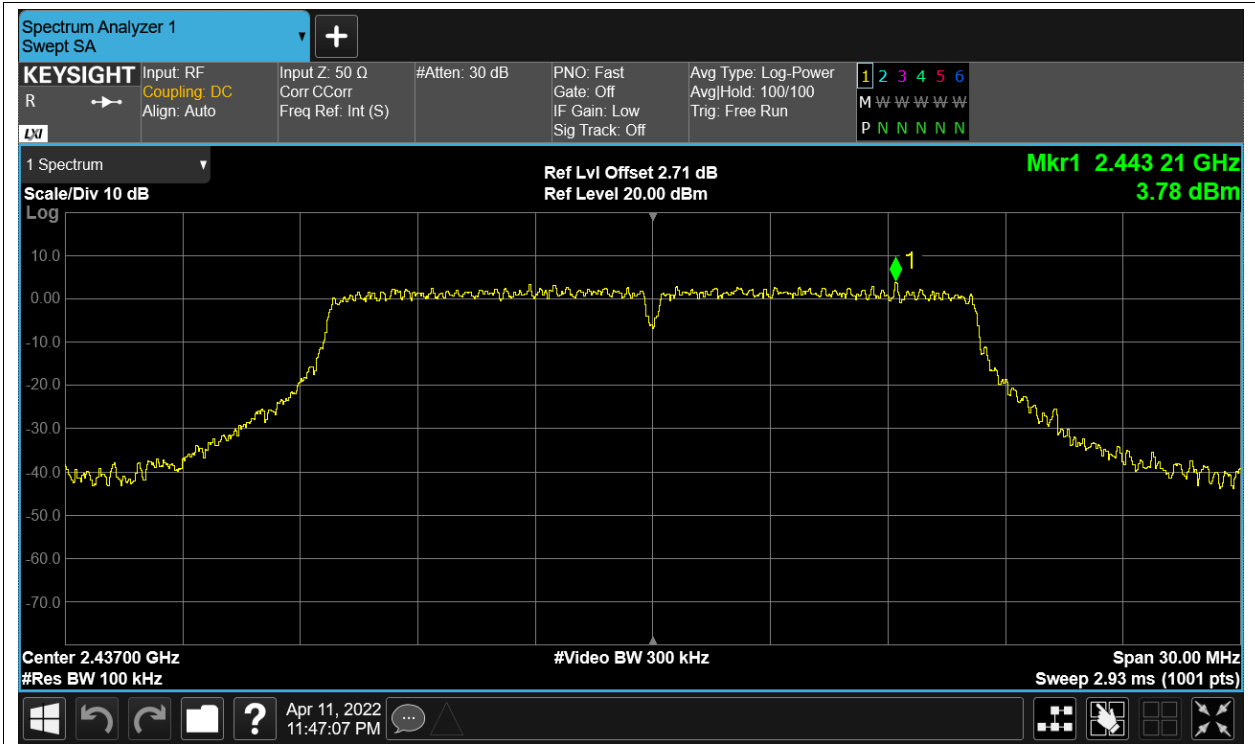 Spectrum Analyzer 1
Swept SA
KEYSIGHT
R
LXI
Input: RF
Coupling: DC
Align: Auto
Input Z: 50 Ω
Corr CCorr
Freq Ref: Int (S)
#Atten: 30 dB
PNO: Fast
Gate: Off
IF Gain: Low
Sig Track: Off
Avg Type: Log-Power
Avg|Hold: 100/100
Trig: Free Run
1 2 3 4 5 6
M W W W W W
P N N N N N
1 Spectrum
Scale/Div 10 dB
Log
Ref Lvl Offset 2.71 dB
Ref Level 20.00 dBm
Mkr1 2.443 21 GHz
3.78 dBm
1
10.0
0.00
-10.0
-20.0
-30.0
-40.0
-50.0
-60.0
-70.0
Center 2.43700 GHz
#Res BW 100 kHz
#Video BW 300 kHz
Span 30.00 MHz
Sweep 2.93 ms (1001 pts)
?
Apr 11, 2022
11:47:07 PM